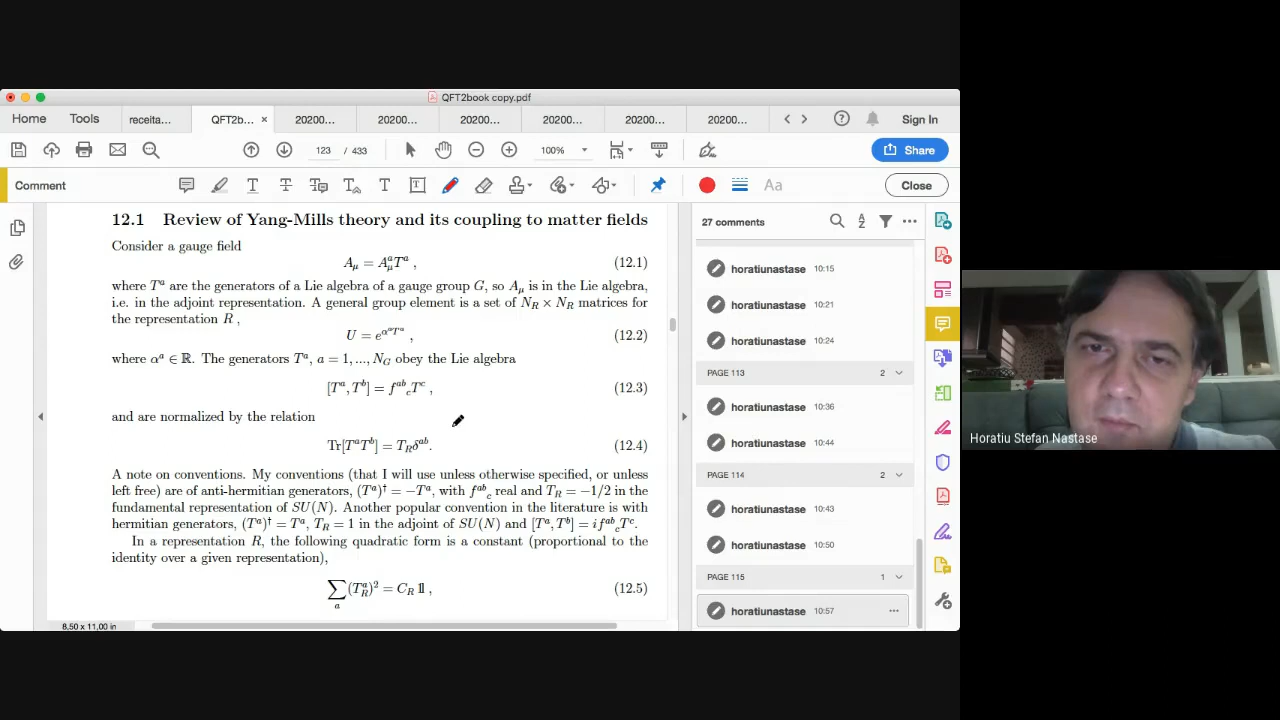 QFT2book copy.pdf
Home Tools receita... QFT2b... × 20200... 20200... 20200... 20200... 20200... 20200... Sign In
123 / 433 100% Share
Comment Aa Close
12.1 Review of Yang-Mills theory and its coupling to matter fields
Consider a gauge field
A_μ = A^a_μ T^a , (12.1)
where T^a are the generators of a Lie algebra of a gauge group G, so A_μ is in the Lie algebra,
i.e. in the adjoint representation. A general group element is a set of N_R × N_R matrices for
the representation R ,
U = e^{α^a T^a} , (12.2)
where α^a ∈ ℝ. The generators T^a, a = 1, ..., N_G obey the Lie algebra
[T^a, T^b] = f^{ab}_c T^c , (12.3)
and are normalized by the relation
Tr[T^a T^b] = T_R δ^{ab}. (12.4)
A note on conventions. My conventions (that I will use unless otherwise specified, or unless
left free) are of anti-hermitian generators, (T^a)† = −T^a, with f^{ab}_c real and T_R = −1/2 in the
fundamental representation of SU(N). Another popular convention in the literature is with
hermitian generators, (T^a)† = T^a, T_R = 1 in the adjoint of SU(N) and [T^a, T^b] = if^{ab}_c T^c.
In a representation R, the following quadratic form is a constant (proportional to the
identity over a given representation),
∑_a (T^a_R)^2 = C_R 𝟙 , (12.5)
8,50 x 11,00 in
27 comments
horatiunastase 10:15
horatiunastase 10:21
horatiunastase 10:24
PAGE 113 2
horatiunastase 10:36
horatiunastase 10:44
PAGE 114 2
horatiunastase 10:43
horatiunastase 10:50
PAGE 115 1
horatiunastase 10:57
Horatiu Stefan Nastase